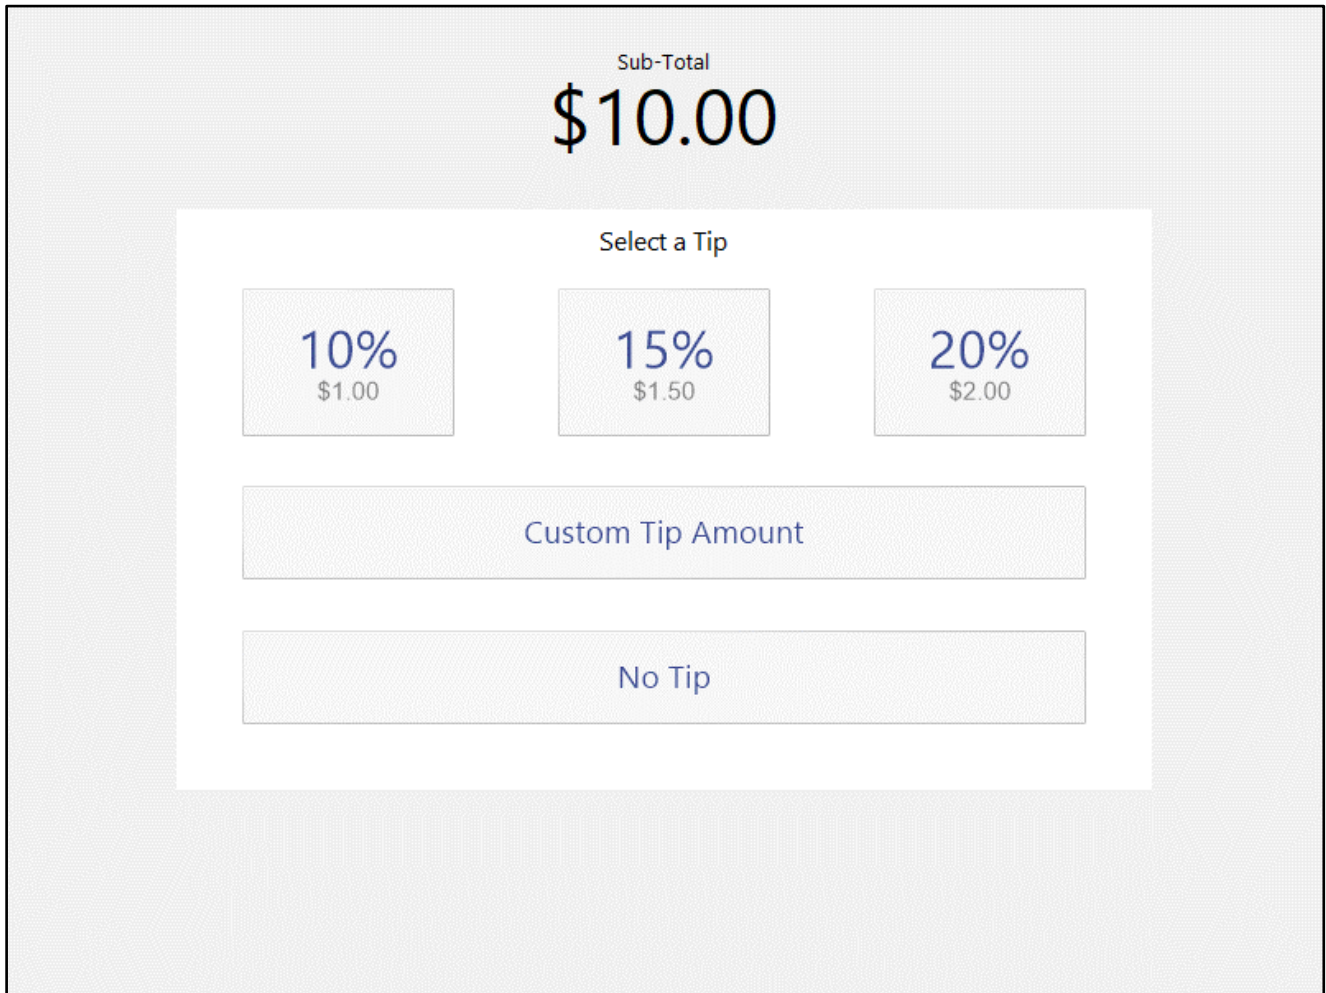 Sub-Total
$10.00
Select a Tip
10%
$1.00
15%
$1.50
20%
$2.00
Custom Tip Amount
No Tip